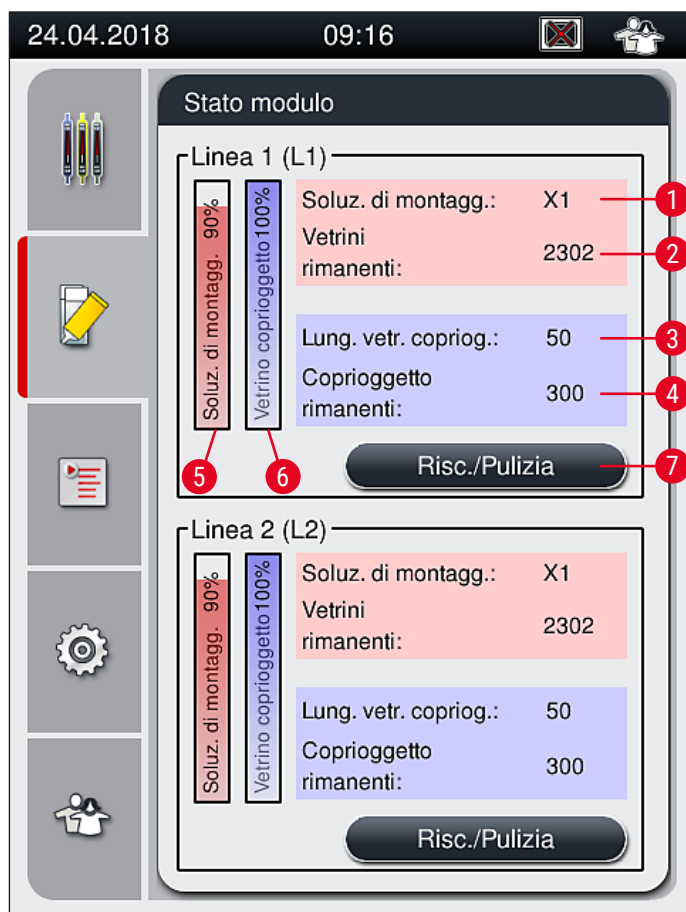 24.04.2018 09:16
Stato modulo
Linea 1 (L1)
Soluz. di montagg. 90%
Vetrino coprioggetto 100%
Soluz. di montagg.: X1
Vetrini
rimanenti: 2302
Lung. vetr. copriog.: 50
Coprioggetto
rimanenti: 300
Risc./Pulizia
1
2
3
4
5
6
7
Linea 2 (L2)
Soluz. di montagg. 90%
Vetrino coprioggetto 100%
Soluz. di montagg.: X1
Vetrini
rimanenti: 2302
Lung. vetr. copriog.: 50
Coprioggetto
rimanenti: 300
Risc./Pulizia